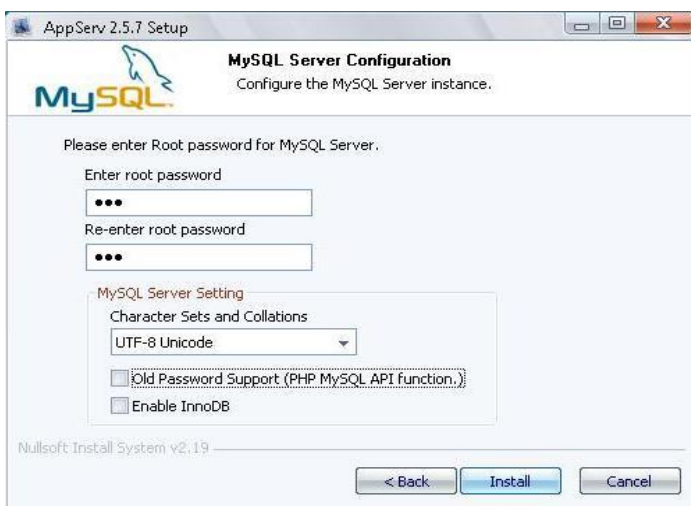 AppServ 2.5.7 Setup
MySQL Server Configuration
Configure the MySQL Server instance.
MySQL
Please enter Root password for MySQL Server.
Enter root password
•••
Re-enter root password
•••
MySQL Server Setting
Character Sets and Collations
UTF-8 Unicode
Old Password Support (PHP MySQL API function.)
Enable InnoDB
Nullsoft Install System v2.19
< Back Install Cancel